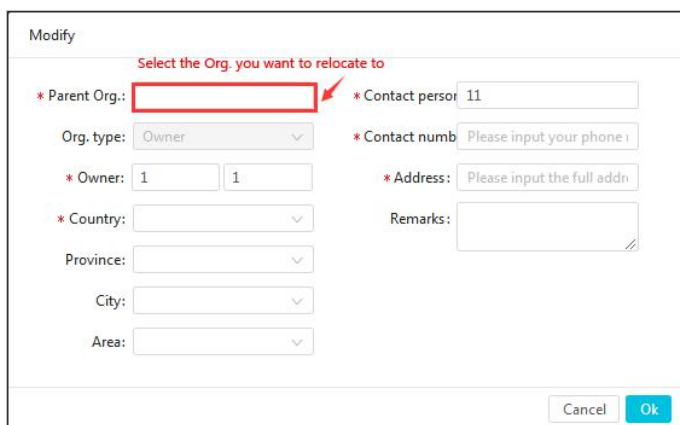 Modify
Select the Org. you want to relocate to
* Parent Org.:
* Contact person 11
Org. type: Owner
* Contact numb Please input your phone
* Owner: 1 1
* Address: Please input the full addre
* Country:
Remarks:
Province:
City:
Area:
Cancel Ok